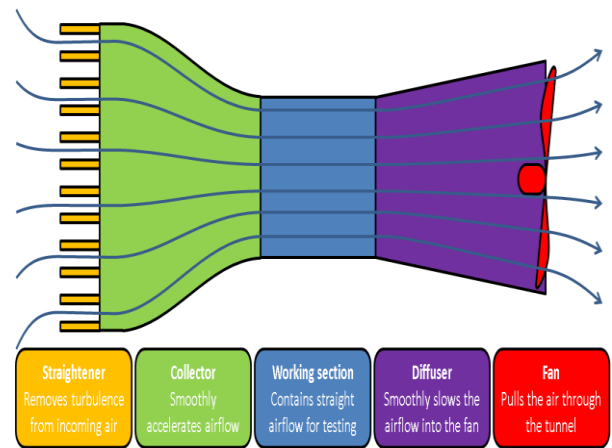 Straightener
Removes turbulence
from incoming air
Collector
Smoothly
accelerates airflow
Working section
Contains straight
airflow for testing
Diffuser
Smoothly slows the
airflow into the fan
Fan
Pulls the air through
the tunnel